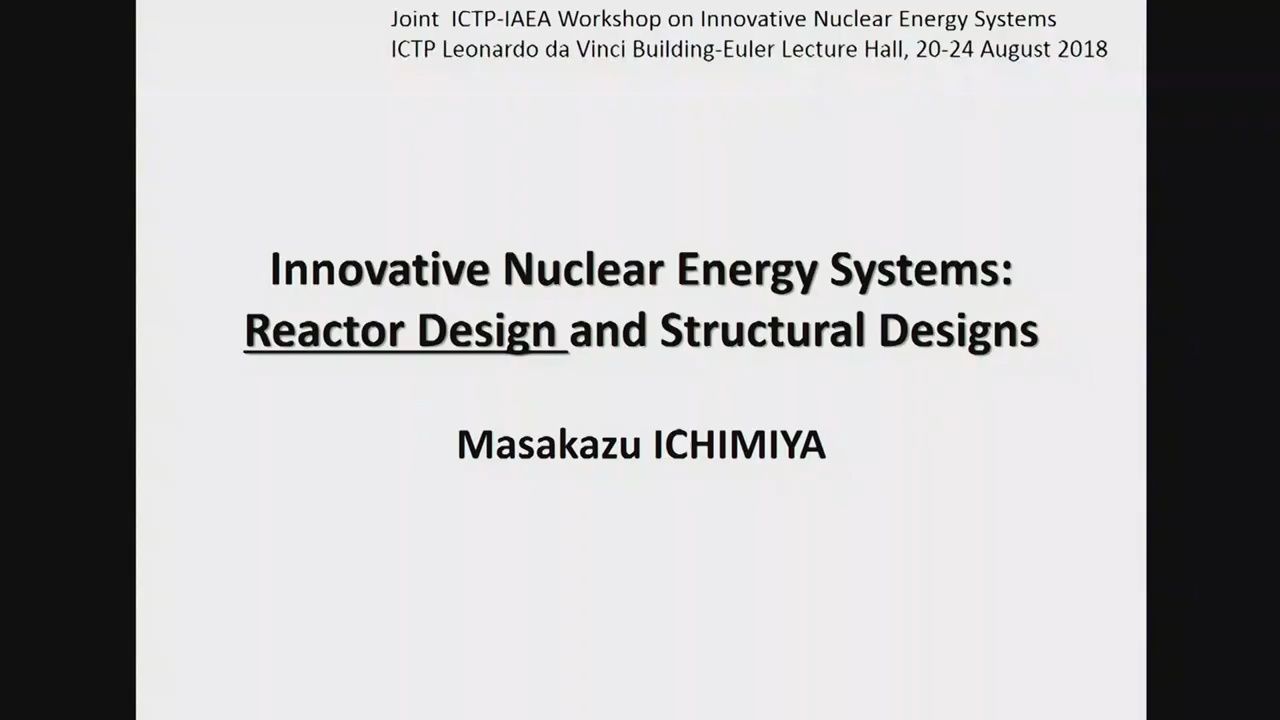 Joint ICTP-IAEA Workshop on Innovative Nuclear Energy Systems
ICTP Leonardo da Vinci Building-Euler Lecture Hall, 20-24 August 2018
Innovative Nuclear Energy Systems:
Reactor Design and Structural Designs
Masakazu ICHIMIYA